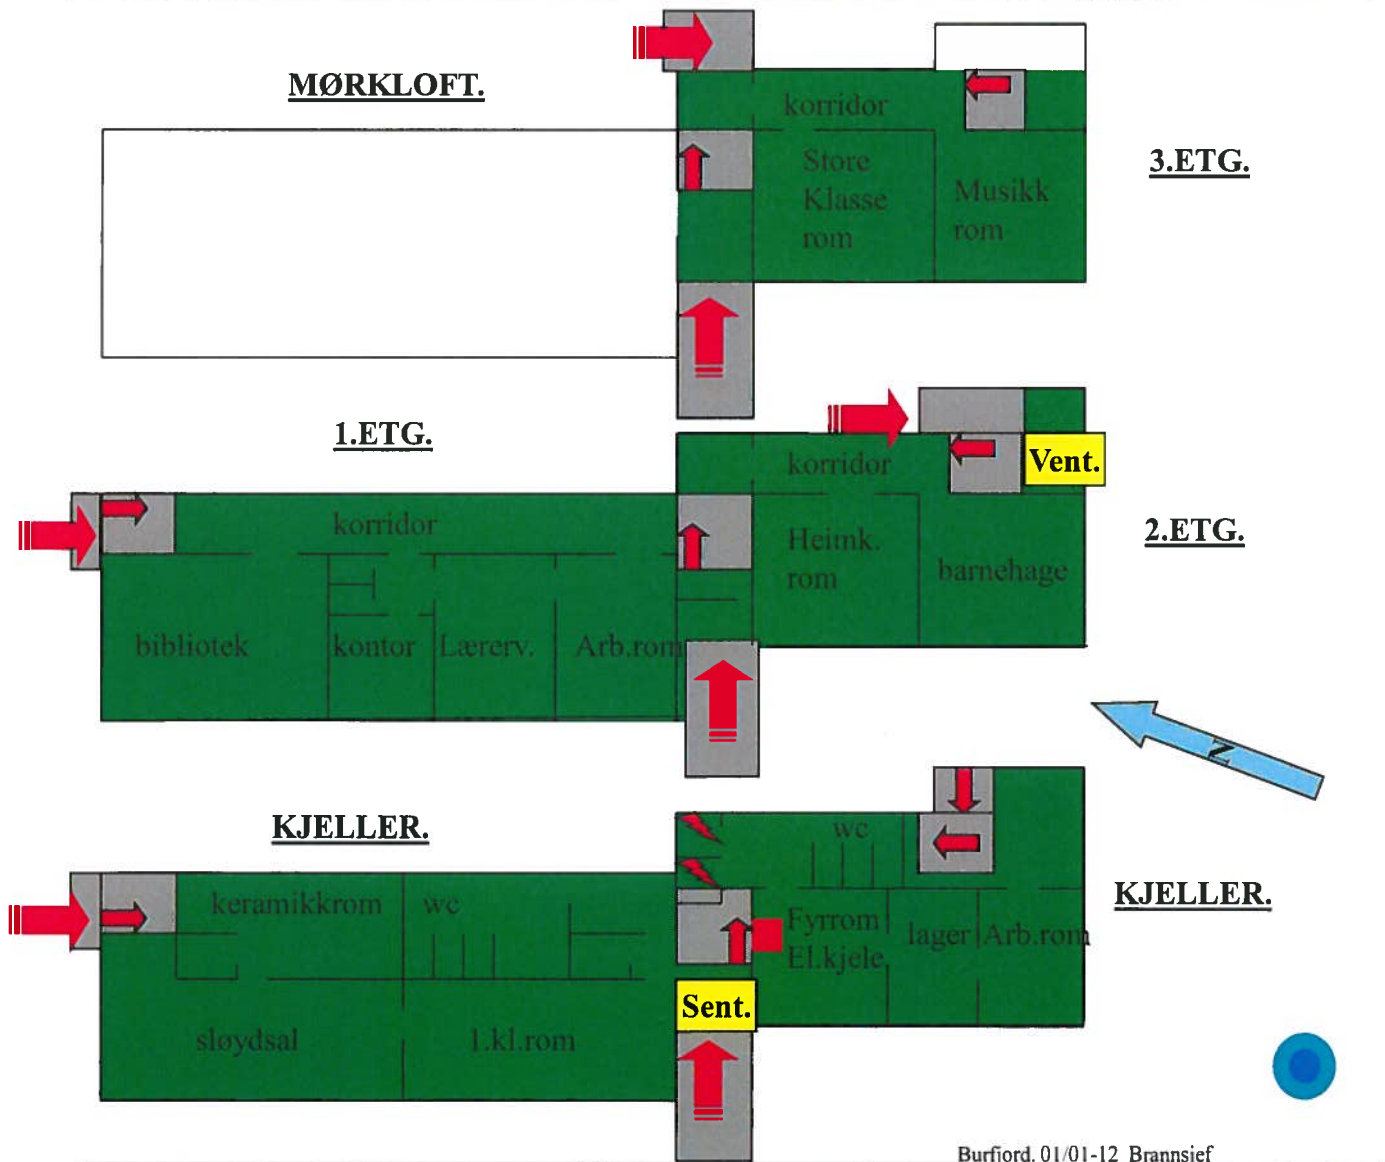 MØRKLOFT.
korridor
Store
Klasse
rom
Musikk
rom
3.ETG.
1.ETG.
korridor
Vent.
korridor
Heimk.
rom
barnehage
2.ETG.
bibliotek
kontor
Lærerv.
Arb.rom
N
KJELLER.
wc
keramikkrom
wc
Fyrrom
El.kjele
lager
Arb.rom
KJELLER.
Sent.
sløydsal
1.kl.rom
Burfjord. 01/01-12 Brannsjef